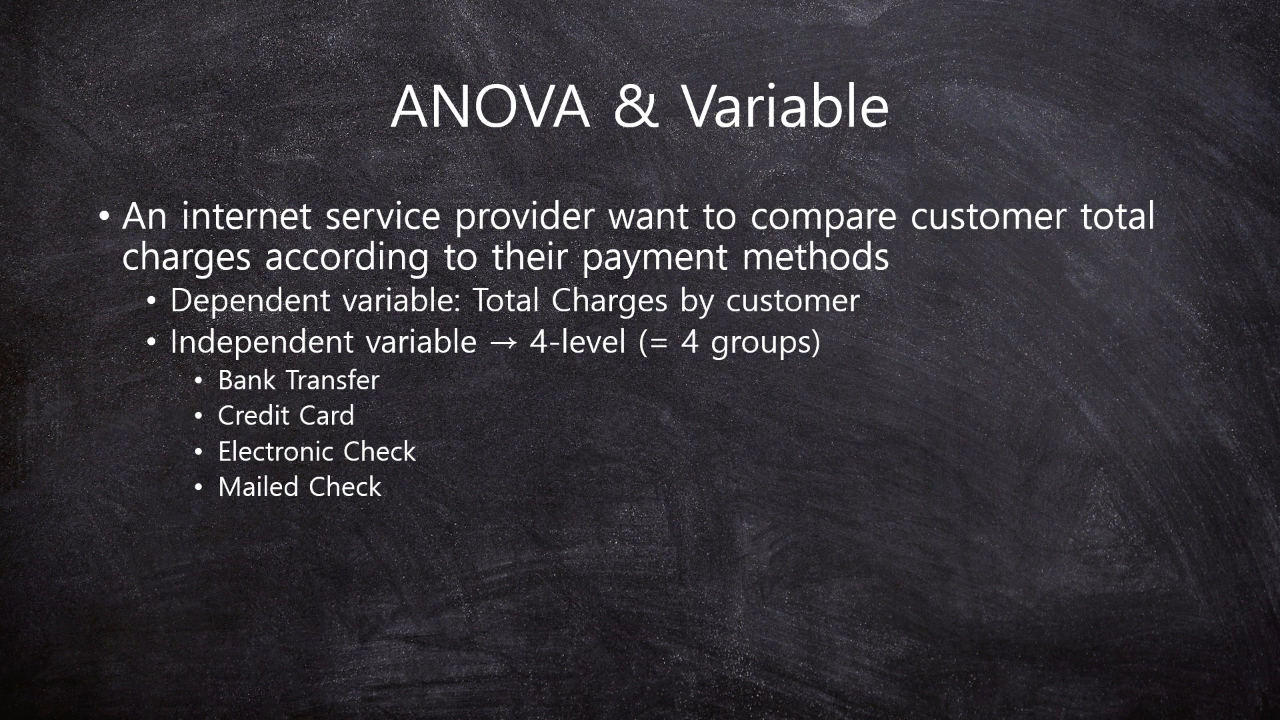 ANOVA & Variable
• An internet service provider want to compare customer total
charges according to their payment methods
• Dependent variable: Total Charges by customer
• Independent variable → 4-level (= 4 groups)
• Bank Transfer
• Credit Card
• Electronic Check
• Mailed Check